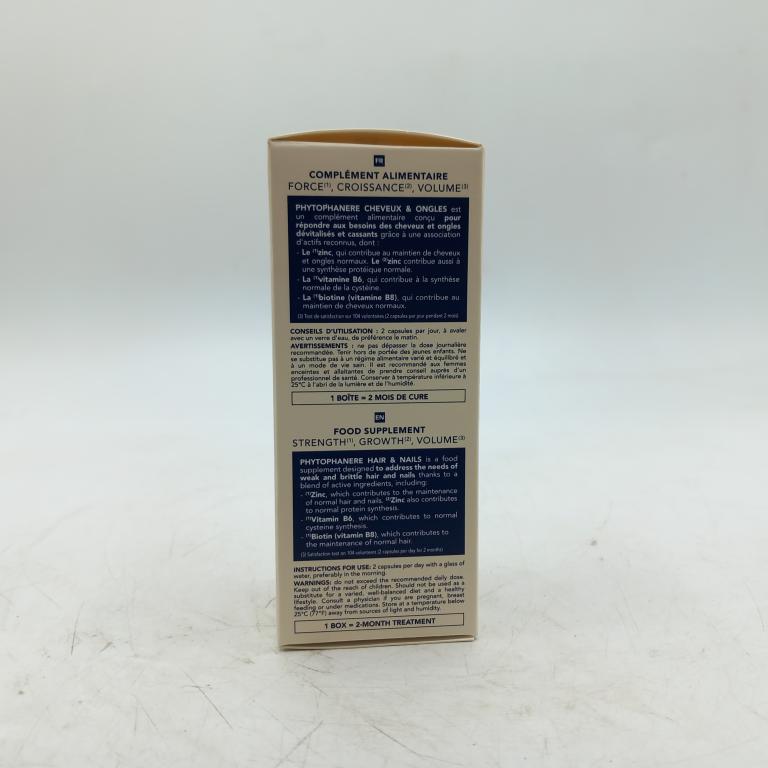 FR
COMPLÉMENT ALIMENTAIRE
FORCE(1), CROISSANCE(2), VOLUME(3)
PHYTOPHANERE CHEVEUX & ONGLES est
un complément alimentaire conçu pour
répondre aux besoins des cheveux et ongles
dévitalisés et cassants grâce à une association
d'actifs reconnus, dont :
- Le (1)zinc, qui contribue au maintien de cheveux
et ongles normaux. Le (2)zinc contribue aussi à
une synthèse protéique normale.
- La (1)vitamine B6, qui contribue à la synthèse
normale de la cystéine.
- La (1)biotine (vitamine B8), qui contribue au
maintien de cheveux normaux.
(3) Test de satisfaction sur 104 volontaires (2 capsules par jour pendant 2 mois)
CONSEILS D'UTILISATION : 2 capsules par jour, à avaler
avec un verre d'eau, de préférence le matin.
AVERTISSEMENTS : ne pas dépasser la dose journalière
recommandée. Tenir hors de portée des jeunes enfants. Ne
se substitue pas à un régime alimentaire varié et équilibré et
à un mode de vie sain. Il est recommandé aux femmes
enceintes et allaitantes de prendre conseil auprès d'un
professionnel de santé. Conserver à température inférieure à
25°C à l'abri de la lumière et de l'humidité.
1 BOÎTE = 2 MOIS DE CURE
EN
FOOD SUPPLEMENT
STRENGTH(1), GROWTH(2), VOLUME(3)
PHYTOPHANERE HAIR & NAILS is a food
supplement designed to address the needs of
weak and brittle hair and nails thanks to a
blend of active ingredients, including:
- (1)Zinc, which contributes to the maintenance
of normal hair and nails. (2)Zinc also contributes
to normal protein synthesis.
- (1)Vitamin B6, which contributes to normal
cysteine synthesis.
- (1)Biotin (vitamin B8), which contributes to
the maintenance of normal hair.
(3) Satisfaction test on 104 volunteers (2 capsules per day for 2 months)
INSTRUCTIONS FOR USE: 2 capsules per day with a glass of
water, preferably in the morning.
WARNINGS: do not exceed the recommended daily dose.
Keep out of the reach of children. Should not be used as a
substitute for a varied, well-balanced diet and a healthy
lifestyle. Consult a physician if you are pregnant, breast
feeding or under medications. Store at a temperature below
25°C (77°F) away from sources of light and humidity.
1 BOX = 2-MONTH TREATMENT